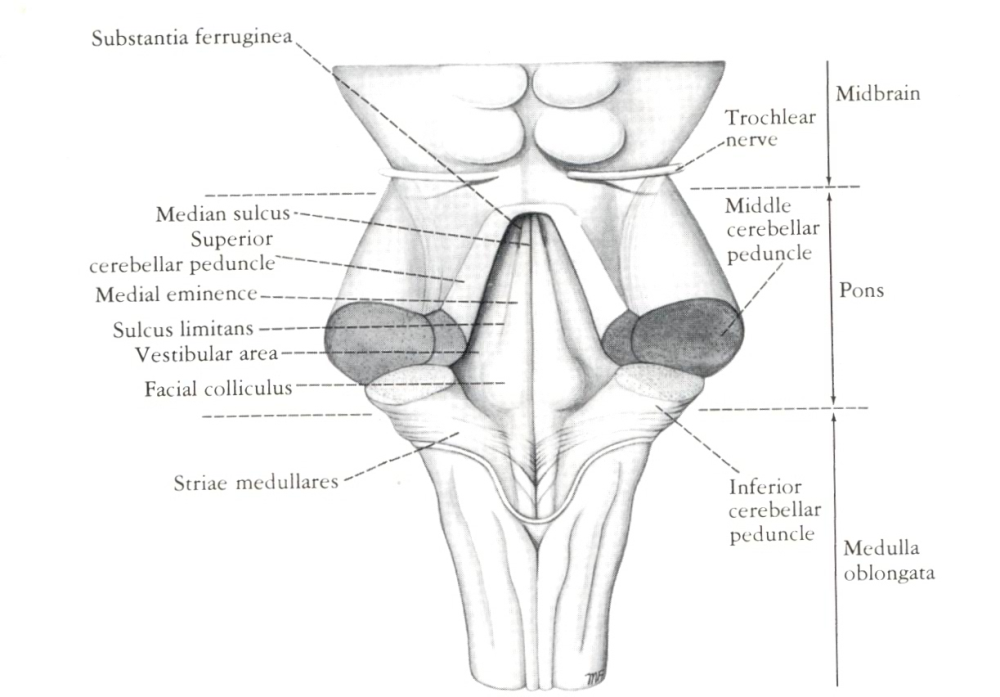 Substantia ferruginea
Midbrain
Trochlear
nerve
Median sulcus
Superior
cerebellar peduncle
Medial eminence
Sulcus limitans
Vestibular area
Facial colliculus
Striae medullares
Middle
cerebellar
peduncle
Pons
Inferior
cerebellar
peduncle
Medulla
oblongata